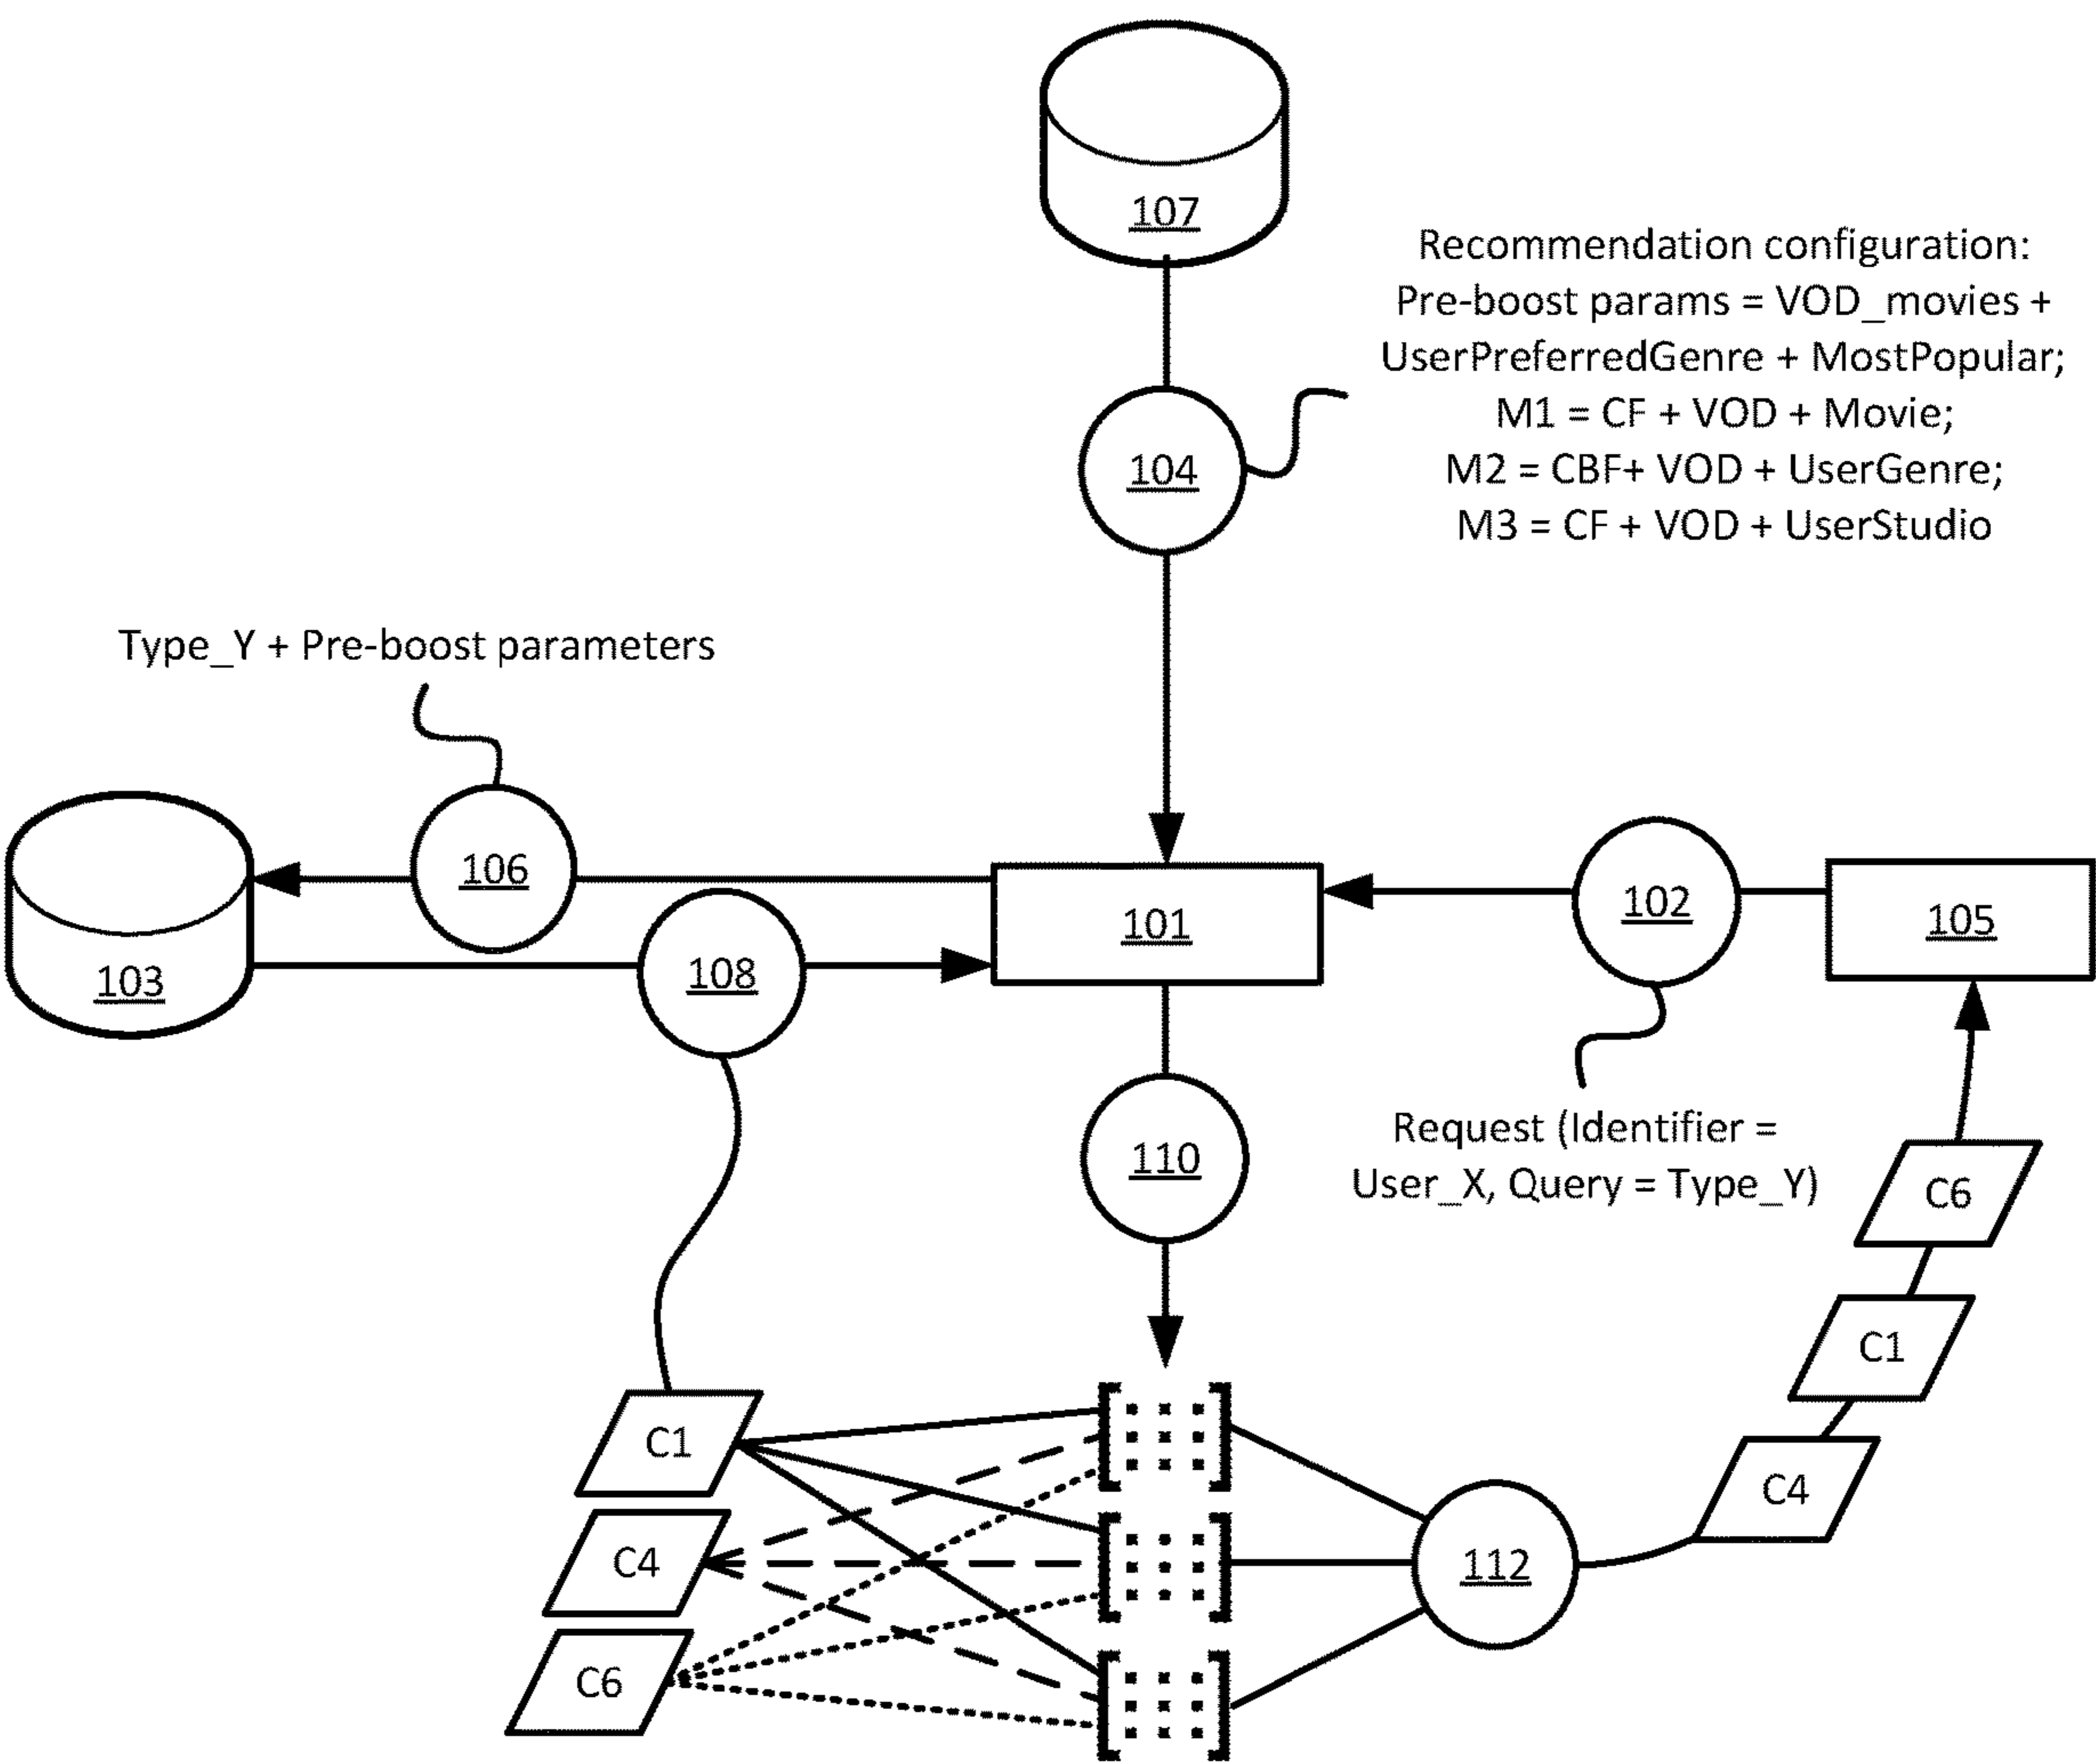 107
Recommendation configuration:
Pre-boost params = VOD_movies +
UserPreferredGenre + MostPopular;
M1 = CF + VOD + Movie;
M2 = CBF+ VOD + UserGenre;
M3 = CF + VOD + UserStudio
104
Type_Y + Pre-boost parameters
106
103
108
101
102
105
110
Request (Identifier =
User_X, Query = Type_Y)
C6
C1
C4
C1
C4
C6
112